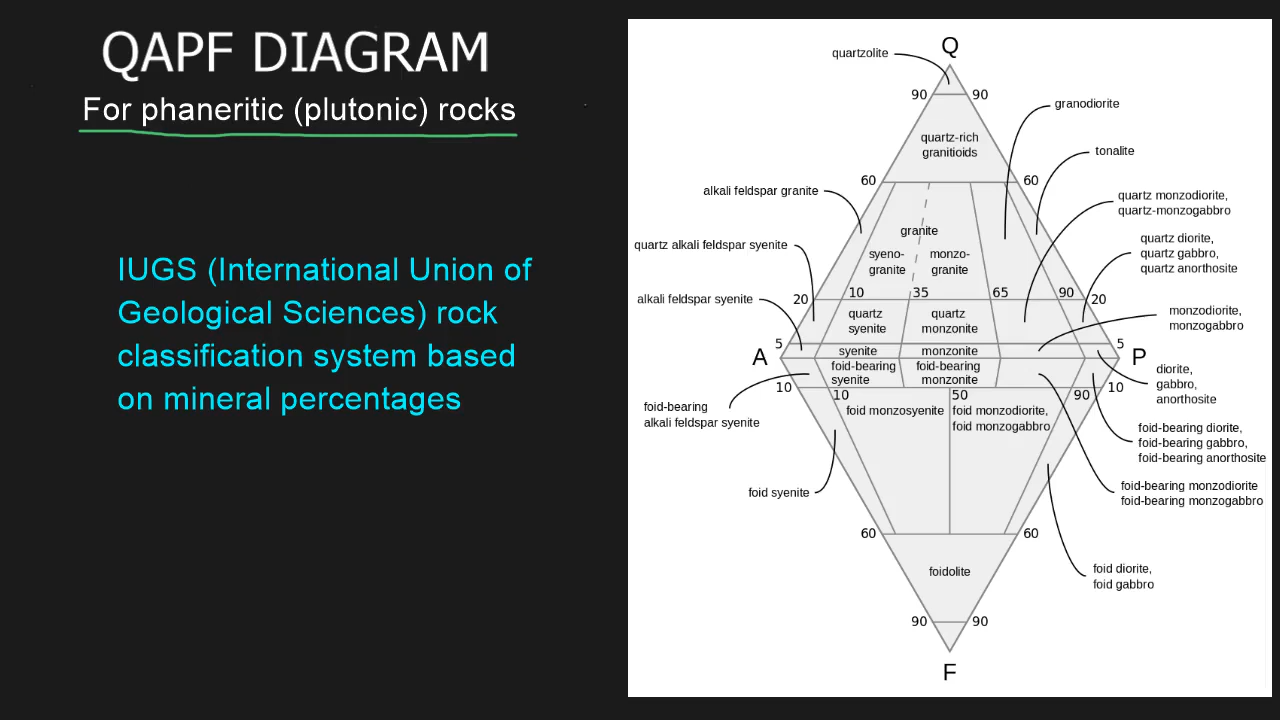 QAPF DIAGRAM
For phaneritic (plutonic) rocks
IUGS (International Union of
Geological Sciences) rock
classification system based
on mineral percentages
Q
quartzolite
90 90
granodiorite
quartz-rich
granitioids
tonalite
60 60
alkali feldspar granite
quartz monzodiorite,
quartz-monzogabbro
granite
quartz alkali feldspar syenite
quartz diorite,
quartz gabbro,
quartz anorthosite
syeno-
granite
monzo-
granite
alkali feldspar syenite
20 10 35 65 90 20
quartz
syenite
quartz
monzonite
monzodiorite,
monzogabbro
5 5
A P
syenite monzonite
foid-bearing
syenite
foid-bearing
monzonite
diorite,
gabbro,
anorthosite
10 10 50 90 10
foid-bearing
alkali feldspar syenite
foid monzosyenite
foid monzodiorite,
foid monzogabbro
foid-bearing diorite,
foid-bearing gabbro,
foid-bearing anorthosite
foid syenite
foid-bearing monzodiorite
foid-bearing monzogabbro
60 60
foidolite
foid diorite,
foid gabbro
90 90
F